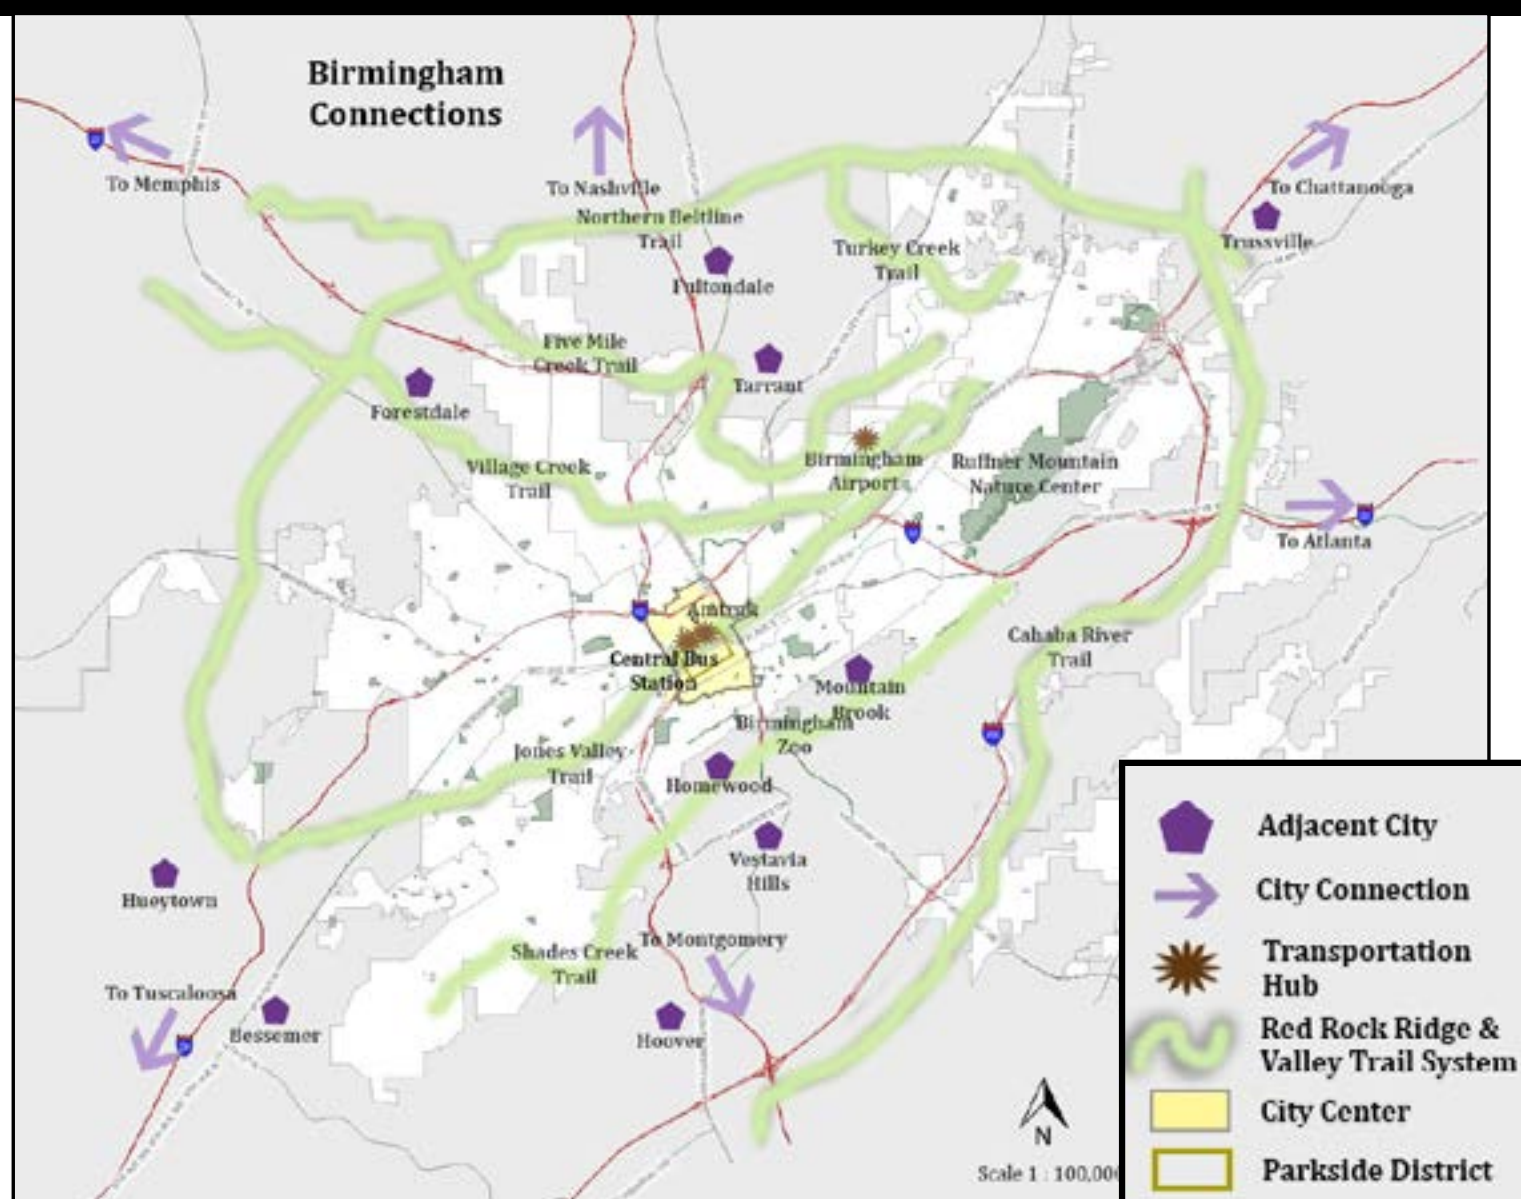 Birmingham
Connections
To Memphis
To Nashville
To Chattanooga
Trussville
Northern Beltline
Trail
Turkey Creek
Trail
Fultondale
Five Mile
Creek Trail
Tarrant
Forestdale
Village Creek
Trail
Birmingham
Airport
Ruffner Mountain
Nature Center
To Atlanta
Amtrak
Central Bus
Station
Cahaba River
Trail
Mountain
Brook
Birmingham
Zoo
Jones Valley
Trail
Homewood
Vestavia
Hills
Hueytown
Shades Creek
Trail
To Montgomery
To Tuscaloosa
Bessemer
Hoover
N
Scale 1 : 100,000
Adjacent City
City Connection
Transportation
Hub
Red Rock Ridge &
Valley Trail System
City Center
Parkside District